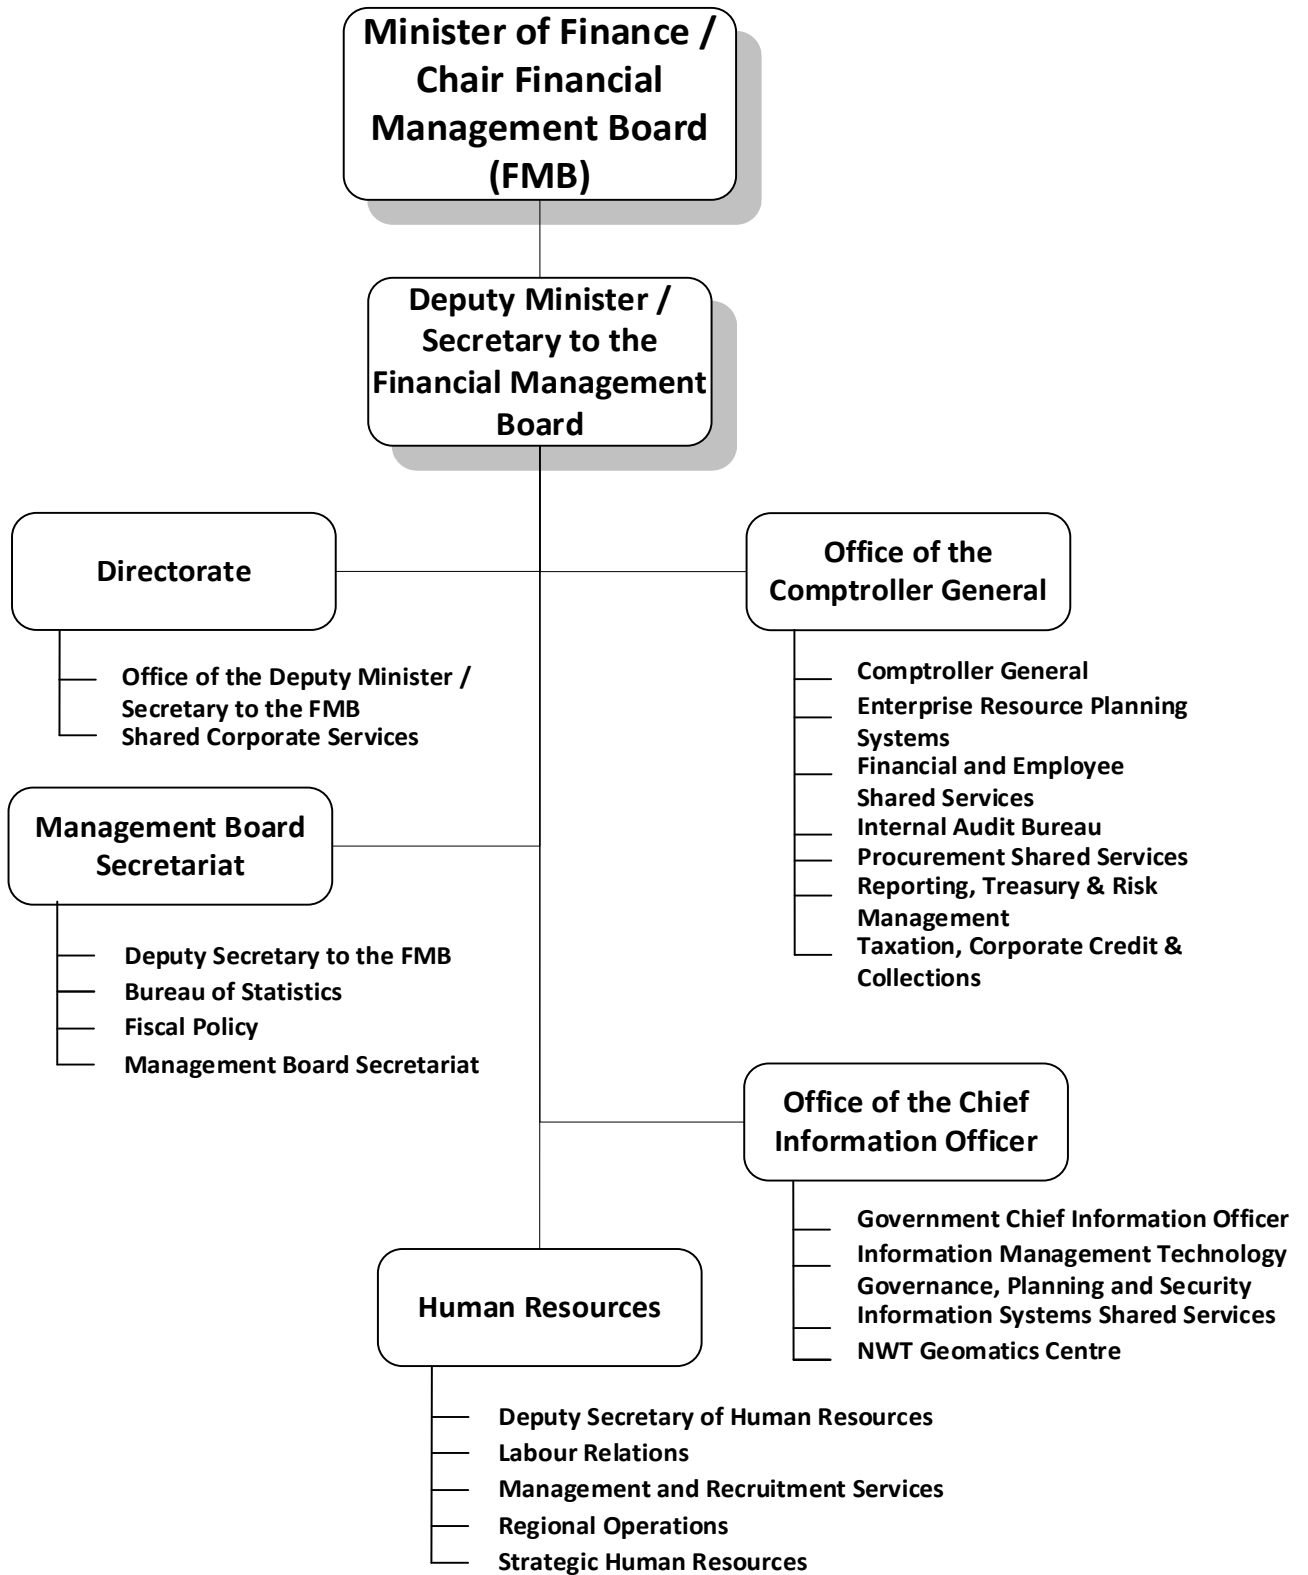 Minister of Finance /
Chair Financial
Management Board
(FMB)
Deputy Minister /
Secretary to the
Financial Management
Board
Directorate
Office of the Deputy Minister /
Secretary to the FMB
Shared Corporate Services
Office of the
Comptroller General
Comptroller General
Enterprise Resource Planning
Systems
Financial and Employee
Shared Services
Internal Audit Bureau
Procurement Shared Services
Reporting, Treasury & Risk
Management
Taxation, Corporate Credit &
Collections
Management Board
Secretariat
Deputy Secretary to the FMB
Bureau of Statistics
Fiscal Policy
Management Board Secretariat
Office of the Chief
Information Officer
Government Chief Information Officer
Information Management Technology
Governance, Planning and Security
Information Systems Shared Services
NWT Geomatics Centre
Human Resources
Deputy Secretary of Human Resources
Labour Relations
Management and Recruitment Services
Regional Operations
Strategic Human Resources